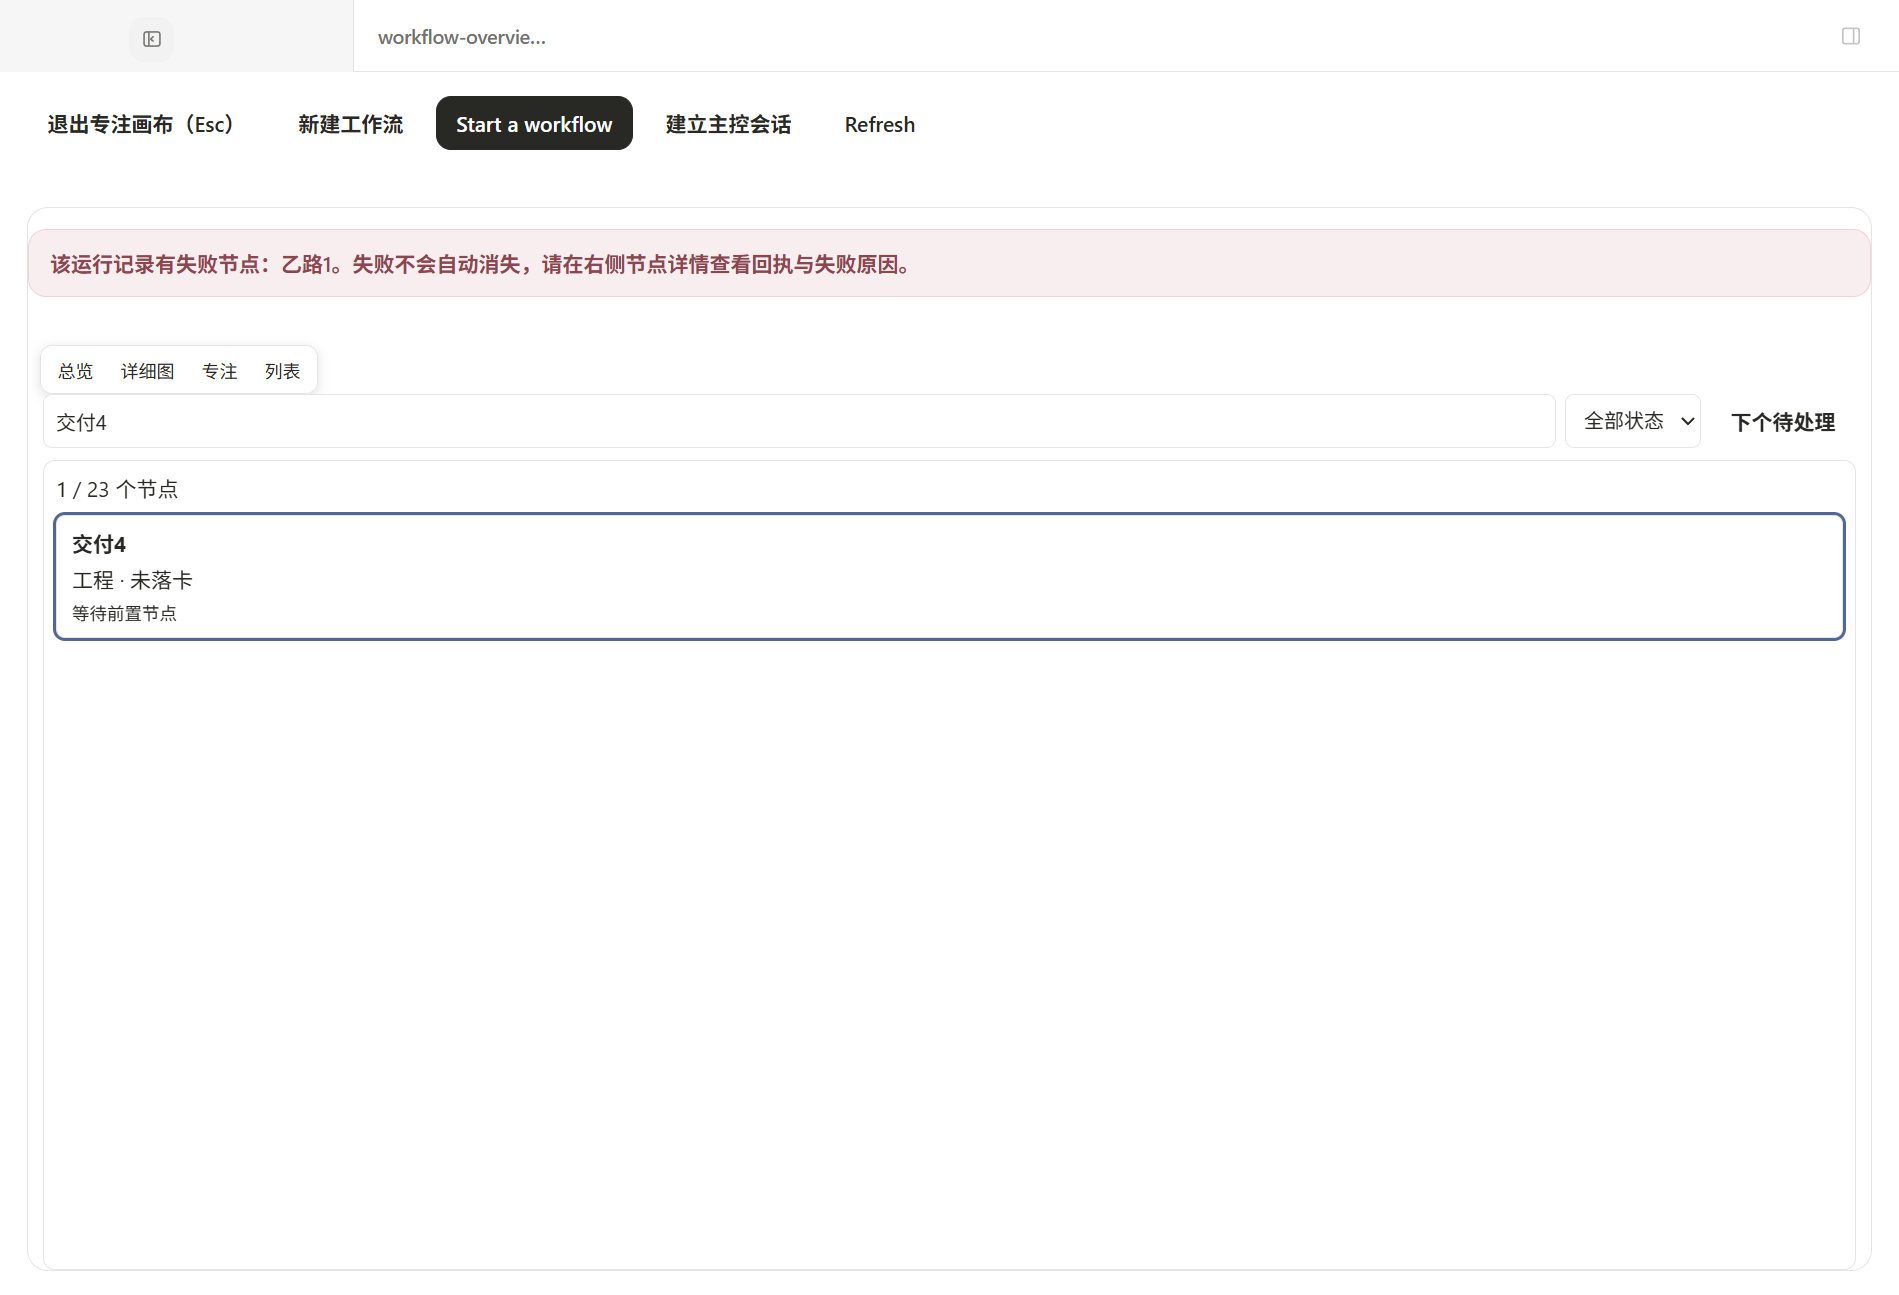 workflow-overvie...
退出专注画布（Esc）
新建工作流
Start a workflow
建立主控会话
Refresh
该运行记录有失败节点：乙路1。失败不会自动消失，请在右侧节点详情查看回执与失败原因。
总览
详细图
专注
列表
交付4
全部状态
下个待处理
1 / 23 个节点
交付4
工程 · 未落卡
等待前置节点